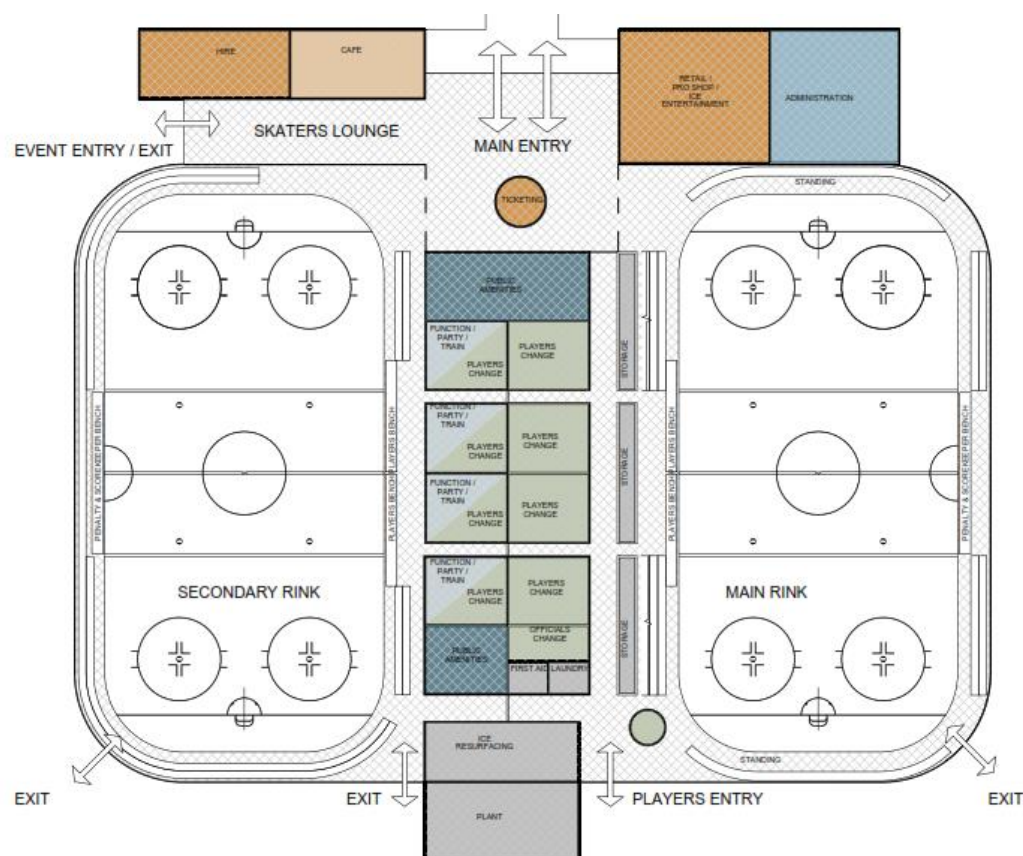 HIRE
CAFE
RETAIL /
PRO SHOP /
ICE
ENTERTAINMENT
ADMINISTRATION
SKATERS LOUNGE
MAIN ENTRY
EVENT ENTRY / EXIT
TICKETING
STANDING
PUBLIC
AMENITIES
FUNCTION /
PARTY /
TRAIN
PLAYERS
CHANGE
PLAYERS
CHANGE
STORAGE
FUNCTION /
PARTY /
TRAIN
PLAYERS
CHANGE
PLAYERS
CHANGE
STORAGE
FUNCTION /
PARTY /
TRAIN
PLAYERS
CHANGE
PLAYERS
CHANGE
PENALTY & SCOREKEEPER BENCH
PLAYERS BENCH
PLAYERS BENCH
PLAYERS BENCH
PLAYERS BENCH
PENALTY & SCOREKEEPER BENCH
FUNCTION /
PARTY /
TRAIN
PLAYERS
CHANGE
PLAYERS
CHANGE
STORAGE
SECONDARY RINK
MAIN RINK
PUBLIC
AMENITIES
OFFICIALS
CHANGE
FIRST AID
LAUNDRY
ICE
RESURFACING
STANDING
EXIT
EXIT
PLAYERS ENTRY
EXIT
PLANT